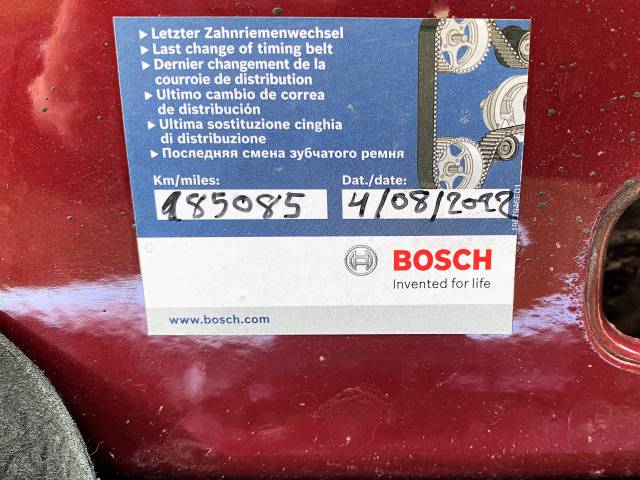 Letzter Zahnriemenwechsel
Last change of timing belt
Dernier changement de la
courroie de distribution
Ultimo cambio de correa
de distribución
Ultima sostituzione cinghia
di distribuzione
Последняя смена зубчатого ремня
Km/miles: Dat./date:
185085 4/08/2022
BOSCH
Invented for life
www.bosch.com